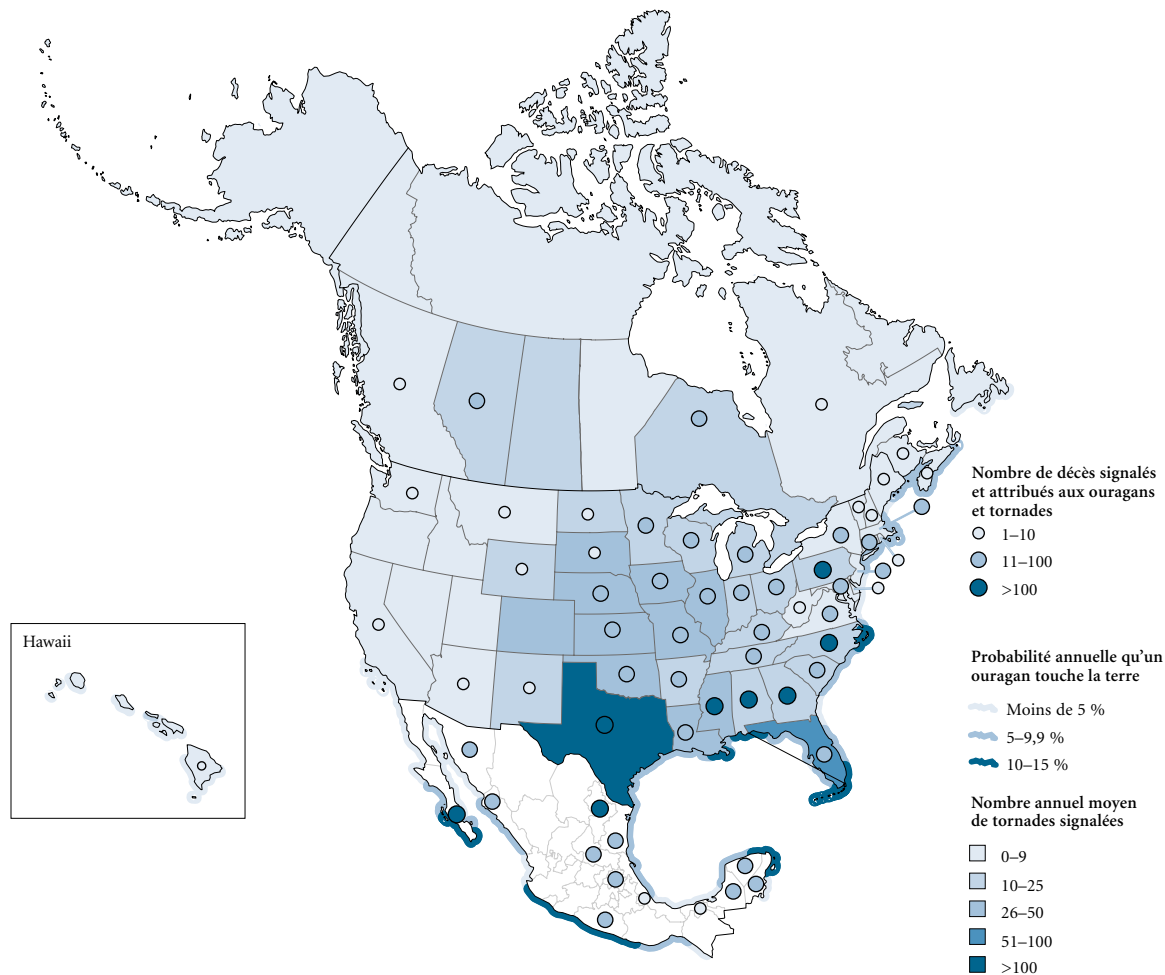 Hawaii
Nombre de décès signalés
et attribués aux ouragans
et tornades
1–10
11–100
>100
Probabilité annuelle qu’un
ouragan touche la terre
Moins de 5 %
5–9,9 %
10–15 %
Nombre annuel moyen
de tornades signalées
0–9
10–25
26–50
51–100
>100